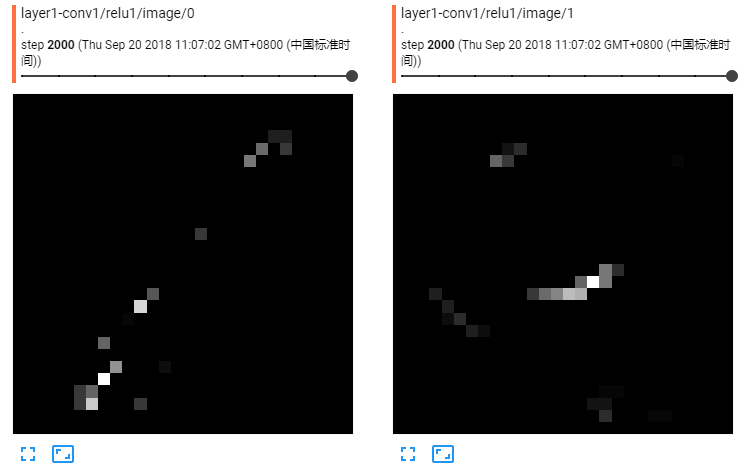 layer1-conv1/relu1/image/0
.
step 2000 (Thu Sep 20 2018 11:07:02 GMT+0800 (中国标准时
间))
layer1-conv1/relu1/image/1
.
step 2000 (Thu Sep 20 2018 11:07:02 GMT+0800 (中国标准时
间))